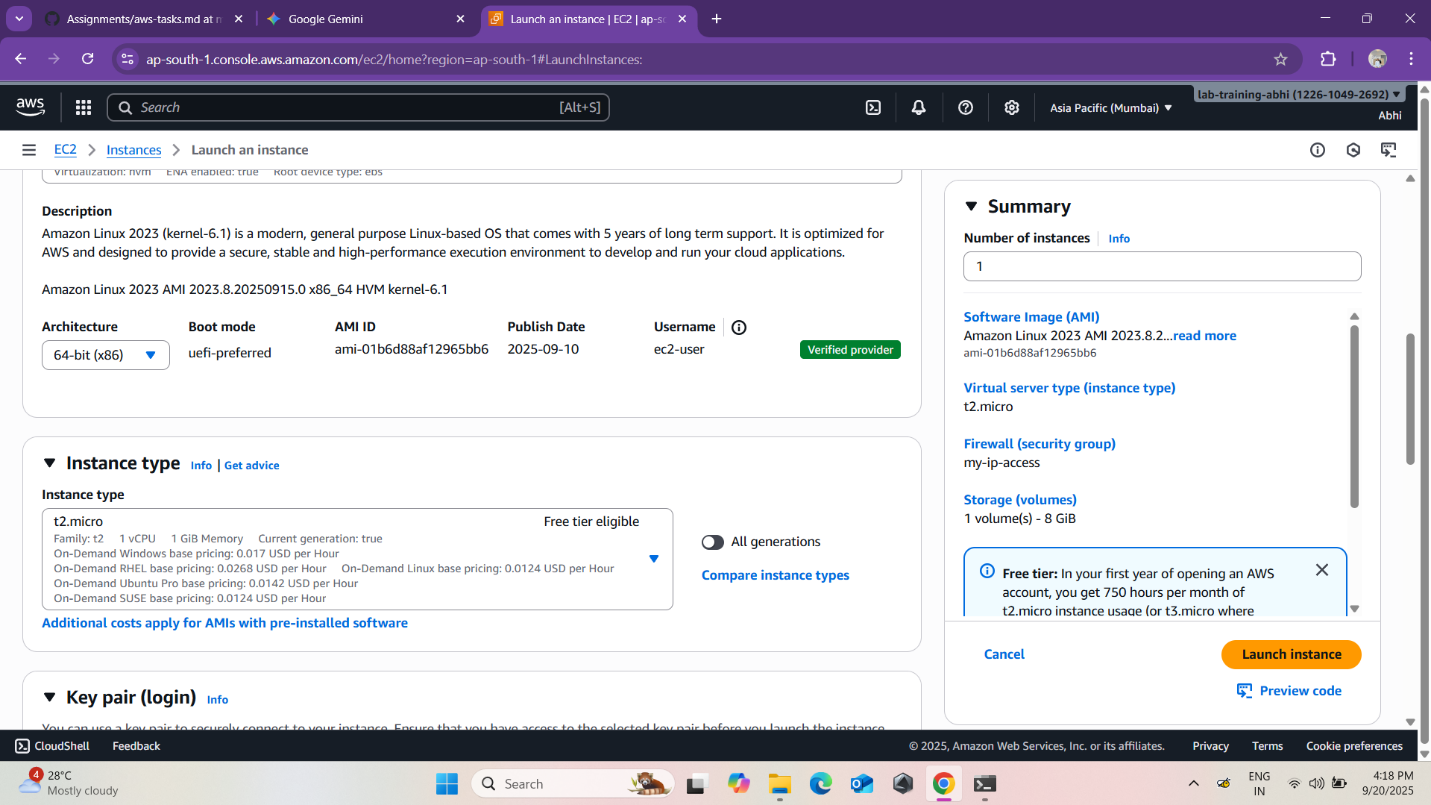 Assignments/aws-tasks.md at n
Google Gemini
Launch an instance | EC2 | ap-so
ap-south-1.console.aws.amazon.com/ec2/home?region=ap-south-1#LaunchInstances:
aws
Search
[Alt+S]
Asia Pacific (Mumbai)
lab-training-abhi (1226-1049-2692)
Abhi
EC2
Instances
Launch an instance
Virtualization: hvm ENA enabled: true Root device type: ebs
Description
Amazon Linux 2023 (kernel-6.1) is a modern, general purpose Linux-based OS that comes with 5 years of long term support. It is optimized for
AWS and designed to provide a secure, stable and high-performance execution environment to develop and run your cloud applications.
Amazon Linux 2023 AMI 2023.8.20250915.0 x86_64 HVM kernel-6.1
Architecture Boot mode AMI ID Publish Date Username
64-bit (x86) uefi-preferred ami-01b6d88af12965bb6 2025-09-10 ec2-user Verified provider
Instance type Info | Get advice
Instance type
t2.micro Free tier eligible
Family: t2 1 vCPU 1 GiB Memory Current generation: true
On-Demand Windows base pricing: 0.017 USD per Hour
On-Demand RHEL base pricing: 0.0268 USD per Hour On-Demand Linux base pricing: 0.0124 USD per Hour
On-Demand Ubuntu Pro base pricing: 0.0142 USD per Hour
On-Demand SUSE base pricing: 0.0124 USD per Hour
All generations
Compare instance types
Additional costs apply for AMIs with pre-installed software
Key pair (login) Info
You can use a key pair to securely connect to your instance. Ensure that you have access to the selected key pair before you launch the instance
Summary
Number of instances Info
1
Software Image (AMI)
Amazon Linux 2023 AMI 2023.8.2...read more
ami-01b6d88af12965bb6
Virtual server type (instance type)
t2.micro
Firewall (security group)
my-ip-access
Storage (volumes)
1 volume(s) - 8 GiB
Free tier: In your first year of opening an AWS
account, you get 750 hours per month of
t2.micro instance usage (or t3.micro where
Cancel
Launch instance
Preview code
CloudShell Feedback
© 2025, Amazon Web Services, Inc. or its affiliates. Privacy Terms Cookie preferences
4
28°C
Mostly cloudy
Search
ENG
IN
4:18 PM
9/20/2025